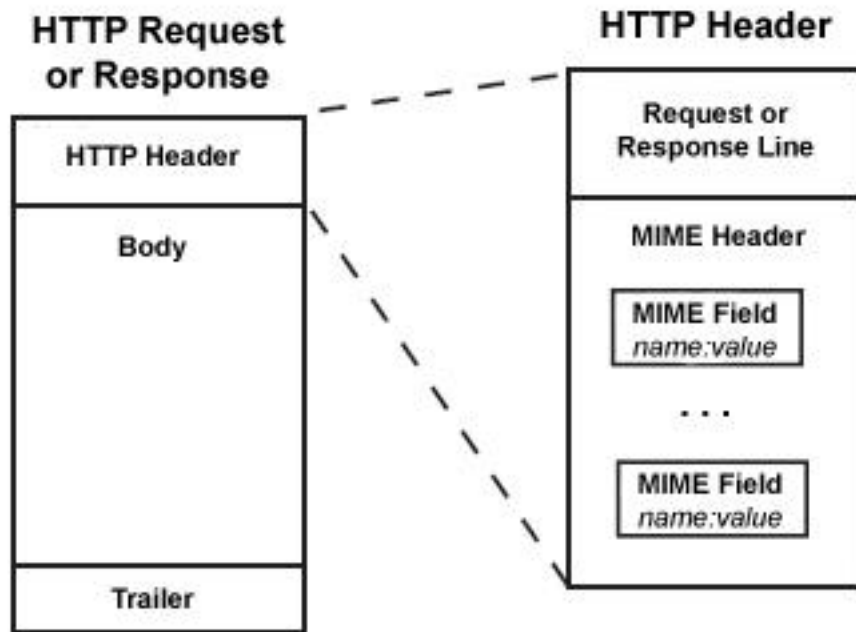 HTTP Request
or Response
HTTP Header
Body
Trailer
HTTP Header
Request or
Response Line
MIME Header
MIME Field
name:value
. . .
MIME Field
name:value